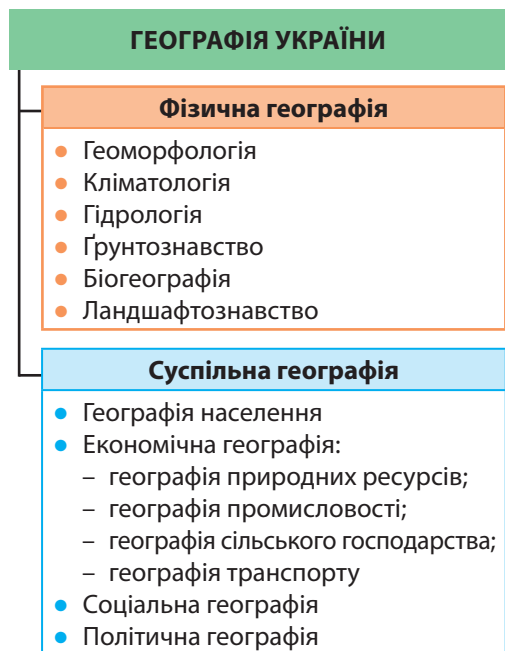 ГЕОГРАФІЯ УКРАЇНИ
Фізична географія
● Геоморфологія
● Кліматологія
● Гідрологія
● Ґрунтознавство
● Біогеографія
● Ландшафтознавство
Суспільна географія
● Географія населення
● Економічна географія:
– географія природних ресурсів;
– географія промисловості;
– географія сільського господарства;
– географія транспорту
● Соціальна географія
● Політична географія